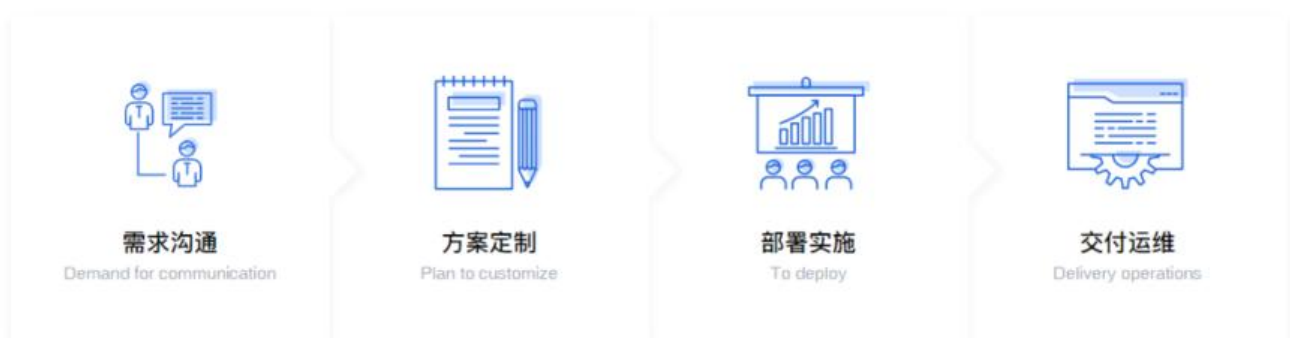 需求沟通
Demand for communication
方案定制
Plan to customize
部署实施
To deploy
交付运维
Delivery operations